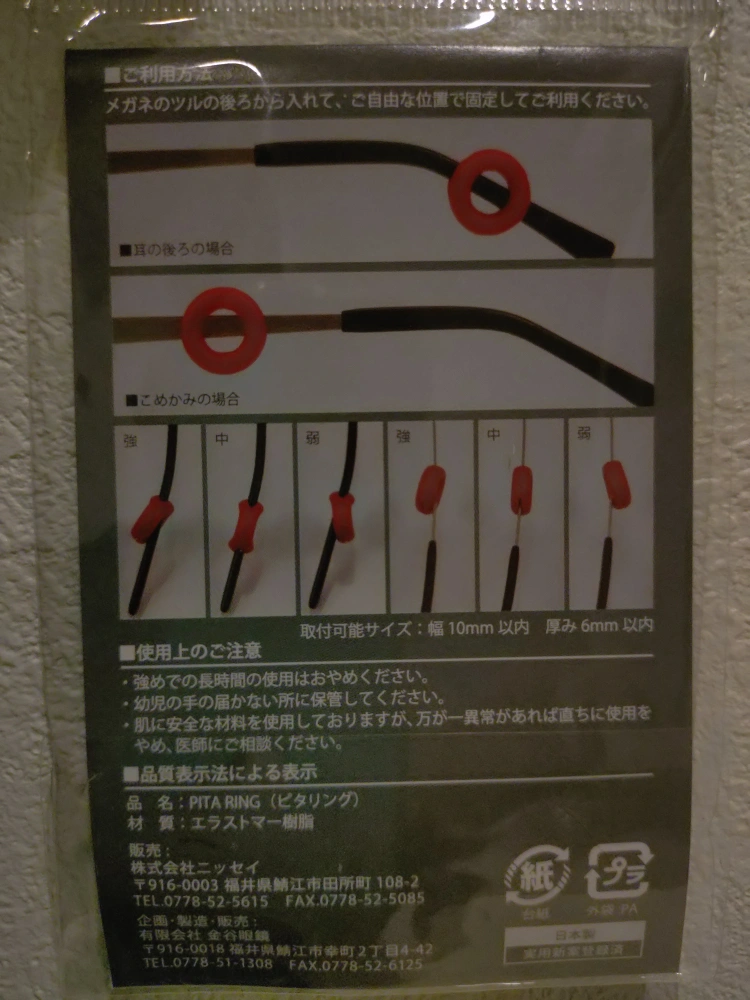 ■ご利用方法
メガネのツルの後ろから入れて、ご自由な位置で固定してご利用ください。
■耳の後ろの場合
■こめかみの場合
強 中 弱 強 中 弱
取付可能サイズ：幅10mm以内 厚み6mm以内
■使用上のご注意
・強めでの長時間の使用はおやめください。
・幼児の手の届かない所に保管してください。
・肌に安全な材料を使用しておりますが、万が一異常があれば直ちに使用を
やめ、医師にご相談ください。
■品質表示法による表示
品 名：PITA RING（ピタリング）
材 質：エラストマー樹脂
販売：
株式会社ニッセイ
〒916-0003 福井県鯖江市田所町 108-2
TEL.0778-52-5615 FAX.0778-52-5085
企画・製造・販売：
有限会社 金谷眼鏡
〒916-0018 福井県鯖江市幸町2丁目4-42
TEL.0778-51-1308 FAX.0778-52-6125
紙 プラ
台紙 外袋 PA
日本製
実用新案登録済